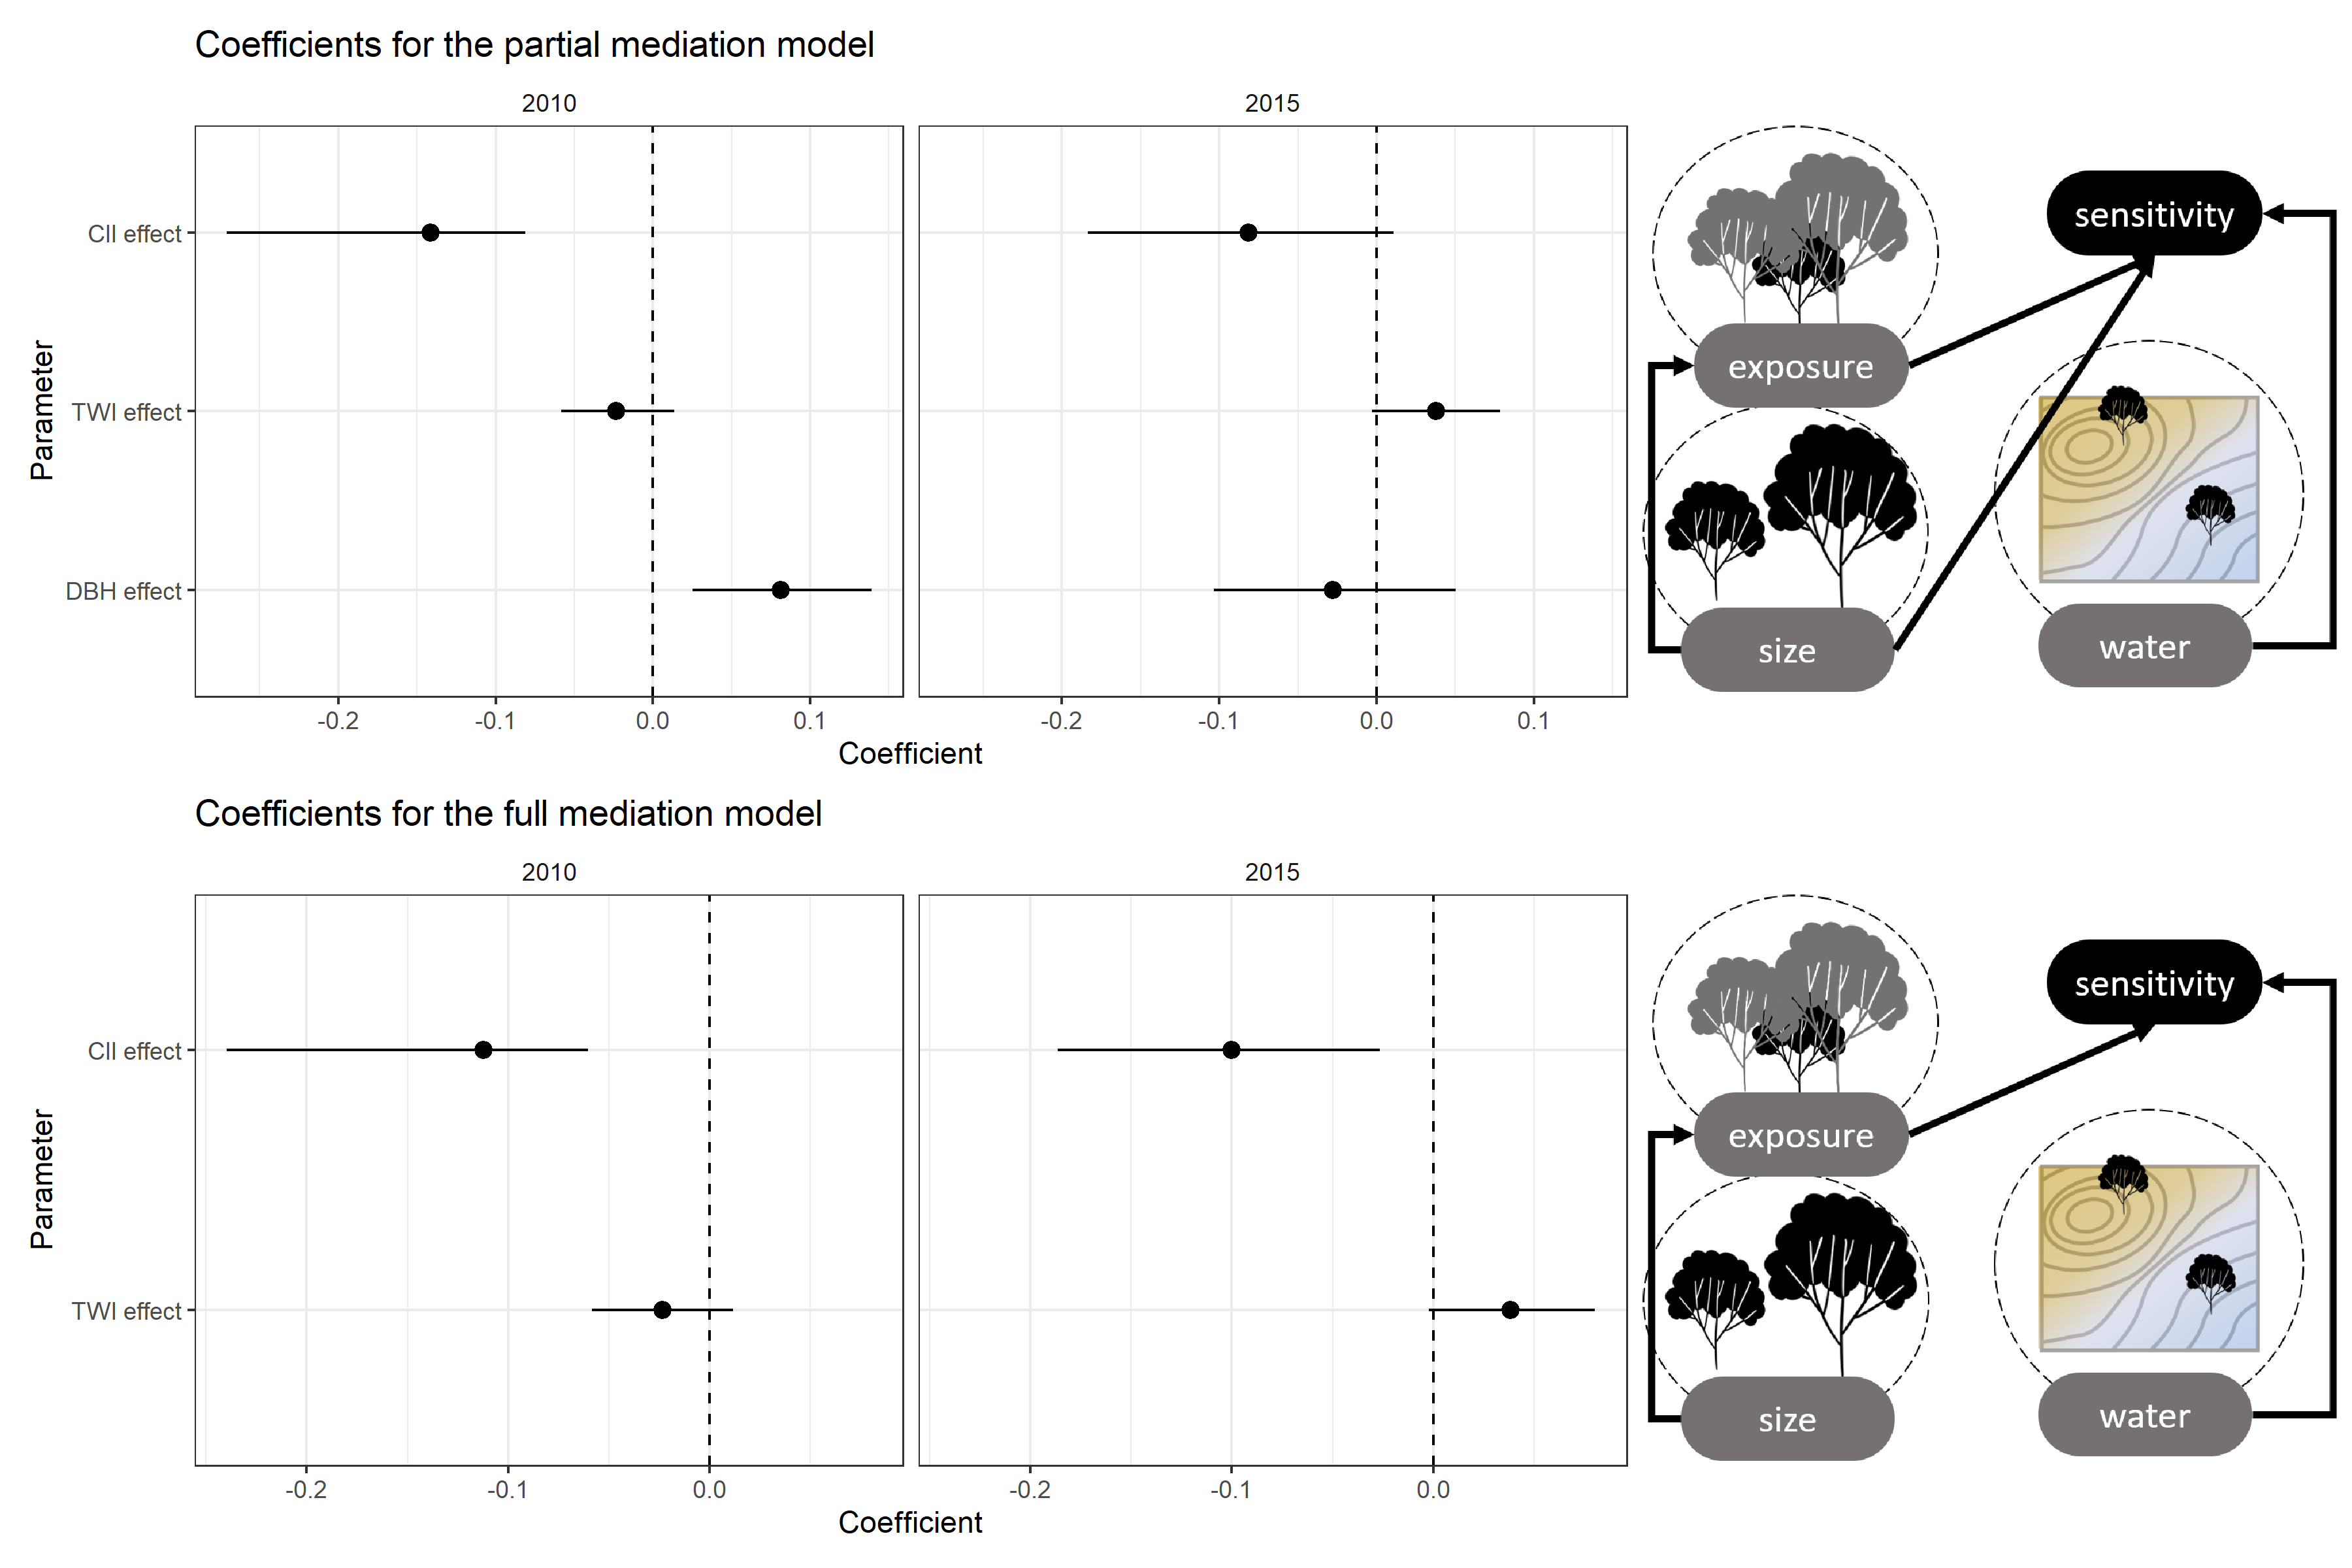 Coefficients for the partial mediation model
2010
2015
Parameter
CII effect
TWI effect
DBH effect
-0.2
-0.1
0.0
0.1
-0.2
-0.1
0.0
0.1
Coefficient
sensitivity
exposure
size
water
Coefficients for the full mediation model
2010
2015
Parameter
CII effect
TWI effect
-0.2
-0.1
0.0
-0.2
-0.1
0.0
Coefficient
sensitivity
exposure
size
water